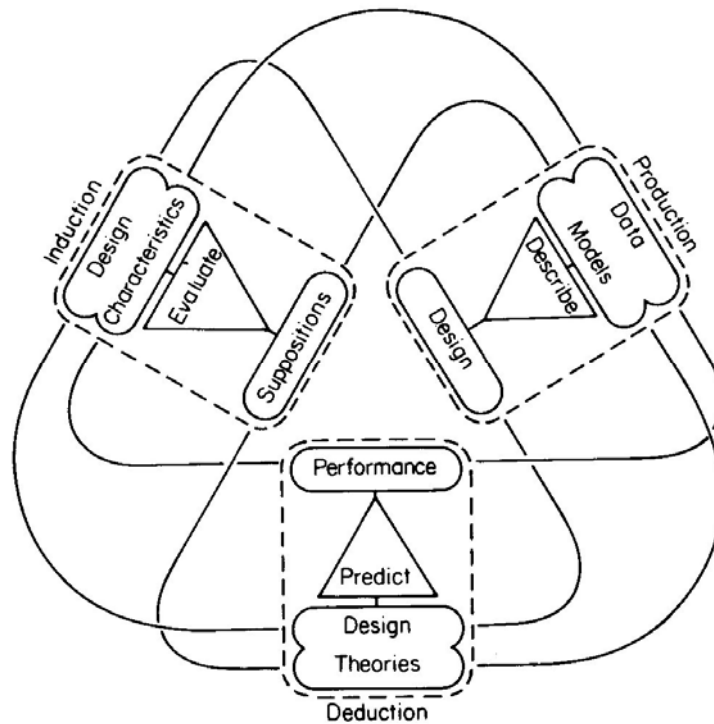 Induction
Design
Characteristics
Evaluate
Suppositions
Production
Data
Models
Describe
Design
Performance
Predict
Design
Theories
Deduction